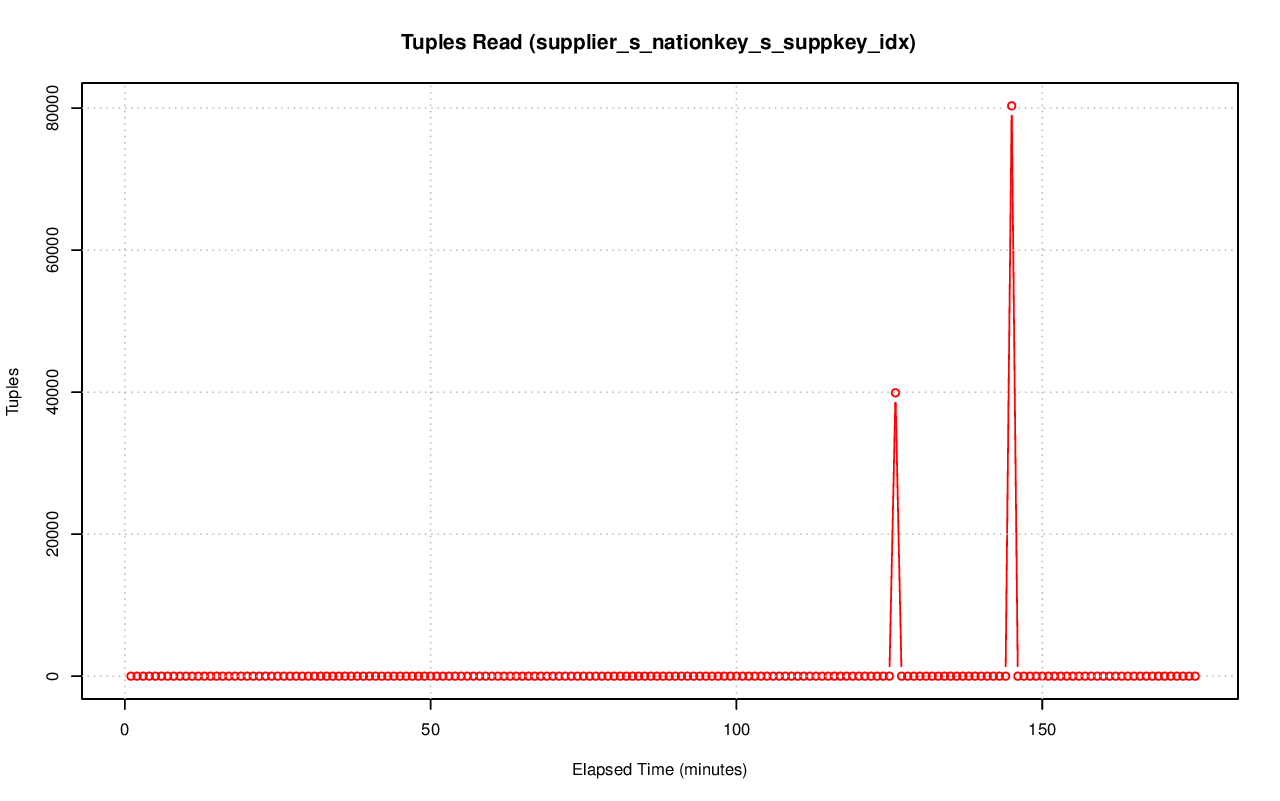 Tuples Read (supplier_s_nationkey_s_suppkey_idx)
80000
60000
40000
20000
0
Tuples
0 50 100 150
Elapsed Time (minutes)